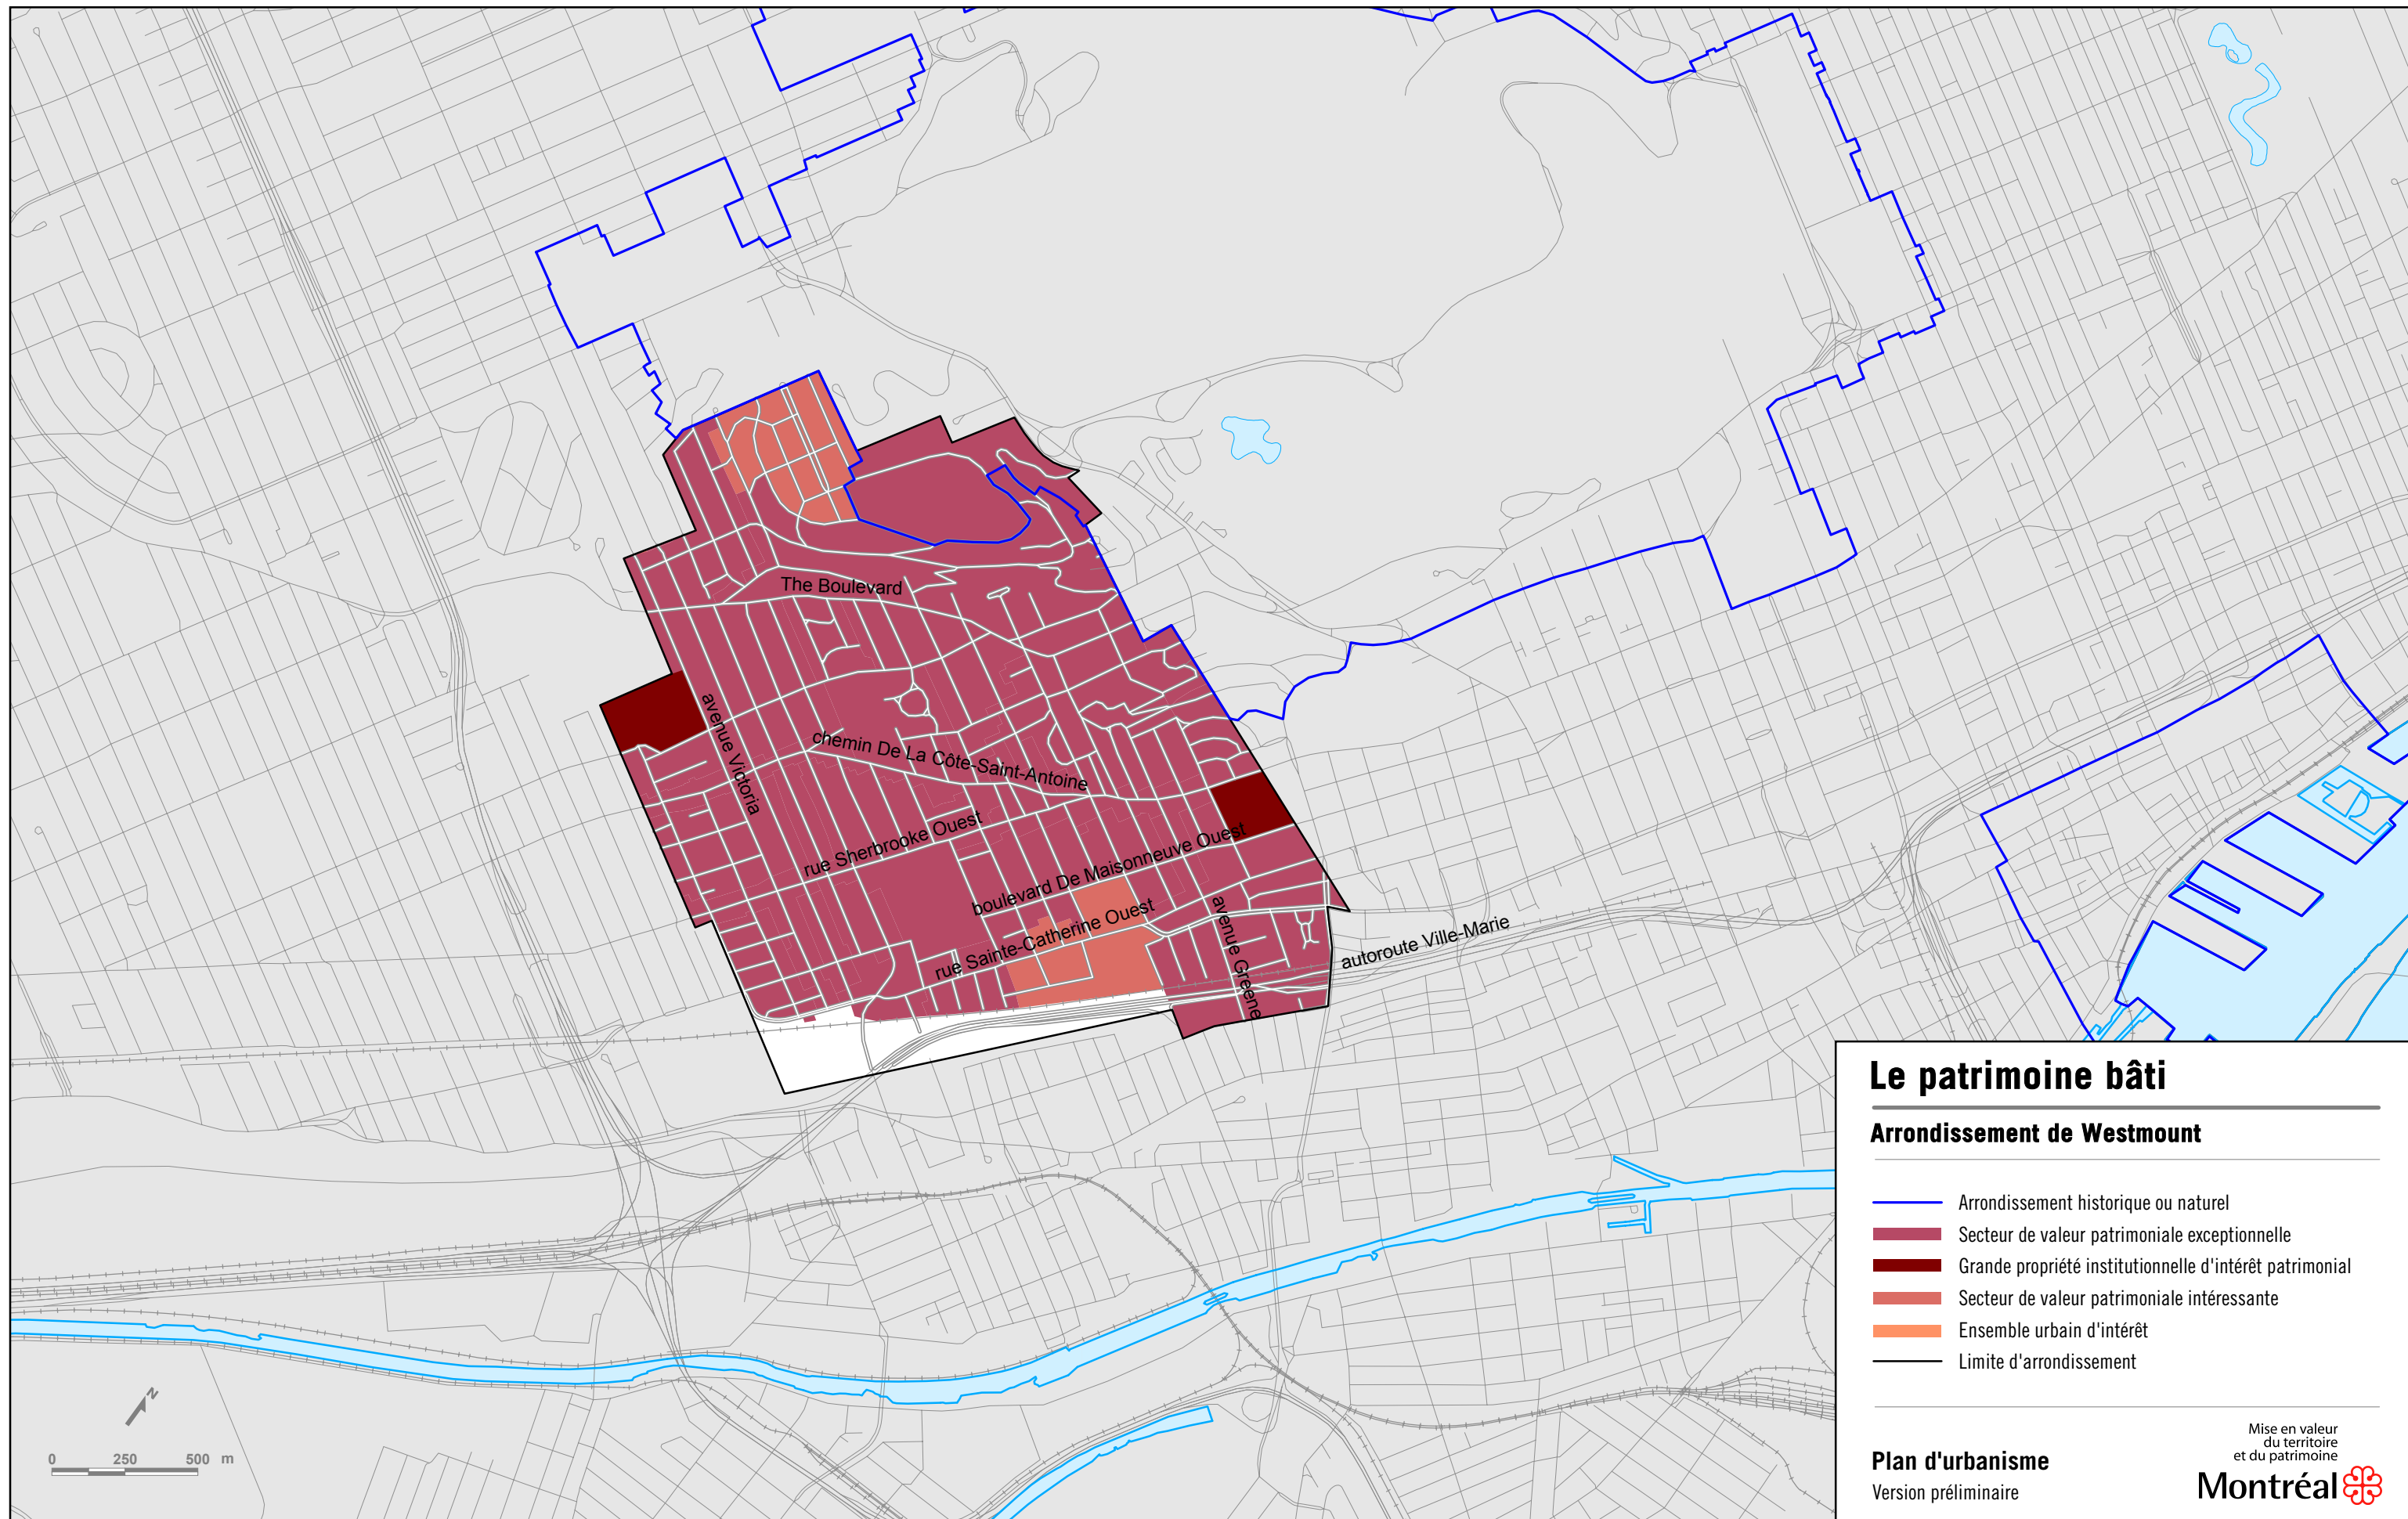 The Boulevard
avenue Victoria
chemin De La Côte-Saint-Antoine
rue Sherbrooke Ouest
boulevard De Maisonneuve Ouest
rue Sainte-Catherine Ouest
avenue Greene
autoroute Ville-Marie
N
0 250 500 m
Le patrimoine bâti
Arrondissement de Westmount
Arrondissement historique ou naturel
Secteur de valeur patrimoniale exceptionnelle
Grande propriété institutionnelle d'intérêt patrimonial
Secteur de valeur patrimoniale intéressante
Ensemble urbain d'intérêt
Limite d'arrondissement
Plan d'urbanisme
Version préliminaire
Mise en valeur
du territoire
et du patrimoine
Montréal